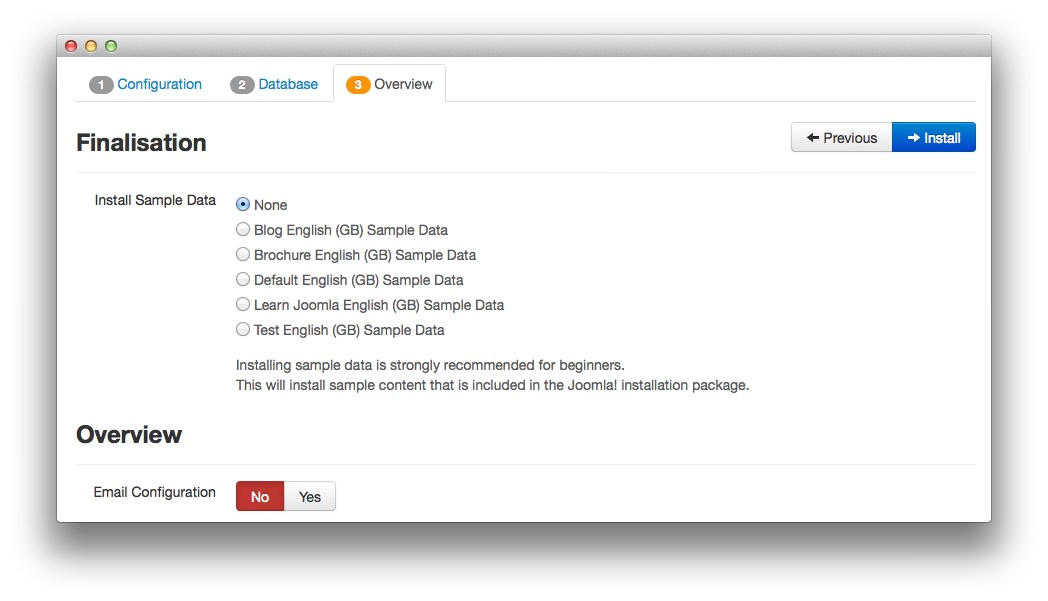 1 Configuration 2 Database 3 Overview
Finalisation
Previous Install
Install Sample Data
None
Blog English (GB) Sample Data
Brochure English (GB) Sample Data
Default English (GB) Sample Data
Learn Joomla English (GB) Sample Data
Test English (GB) Sample Data
Installing sample data is strongly recommended for beginners.
This will install sample content that is included in the Joomla! installation package.
Overview
Email Configuration No Yes